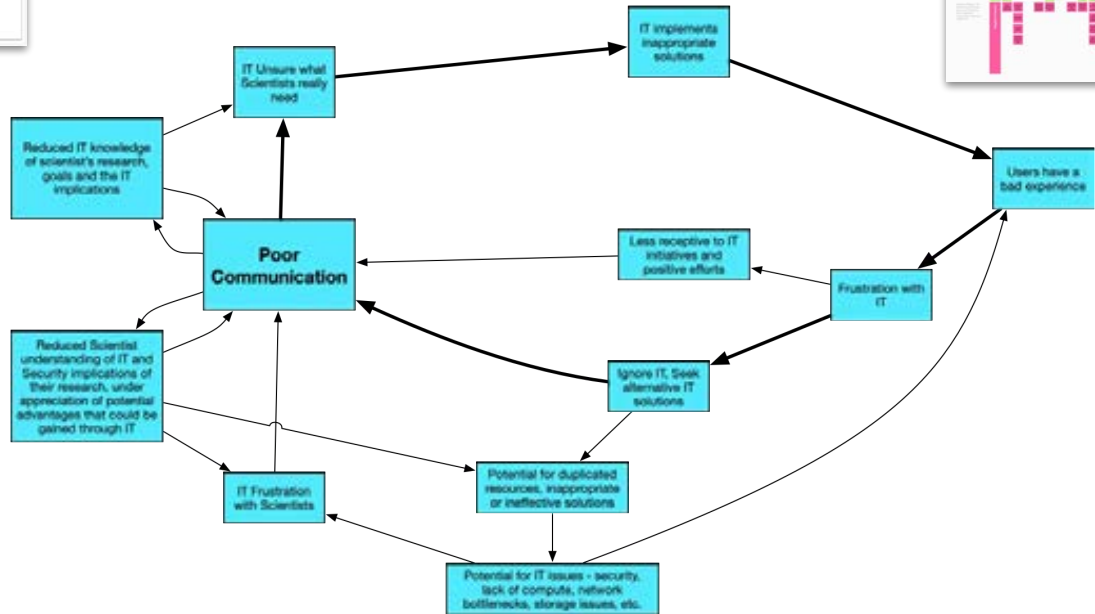 IT implements
inappropriate
solutions
IT Unsure what
Scientists really
need
Reduced IT knowledge
of scientist's research,
goals and the IT
implications
Users have a
bad experience
Poor
Communication
Less receptive to IT
initiatives and
positive efforts
Frustration with
IT
Reduced Scientist
understanding of IT and
Security implications of
their research, under
appreciation of potential
advantages that could be
gained through IT
Ignore IT, Seek
alternative IT
solutions
IT Frustration
with Scientists
Potential for duplicated
resources, inappropriate
or ineffective solutions
Potential for IT issues - security,
lack of compute, network
bottlenecks, storage issues, etc.